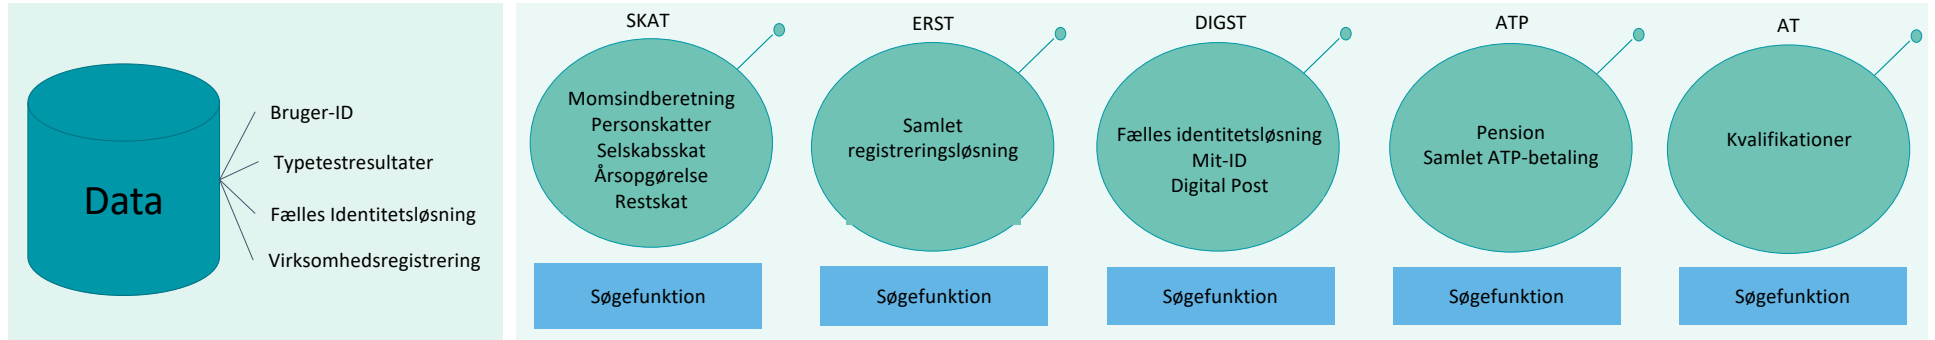 Data
Bruger-ID
Typetestresultater
Fælles Identitetsløsning
Virksomhedsregistrering
SKAT
Momsindberetning
Personskatter
Selskabsskat
Årsopgørelse
Restskat
Søgefunktion
ERST
Samlet
registreringsløsning
Søgefunktion
DIGST
Fælles identitetsløsning
Mit-ID
Digital Post
Søgefunktion
ATP
Pension
Samlet ATP-betaling
Søgefunktion
AT
Kvalifikationer
Søgefunktion